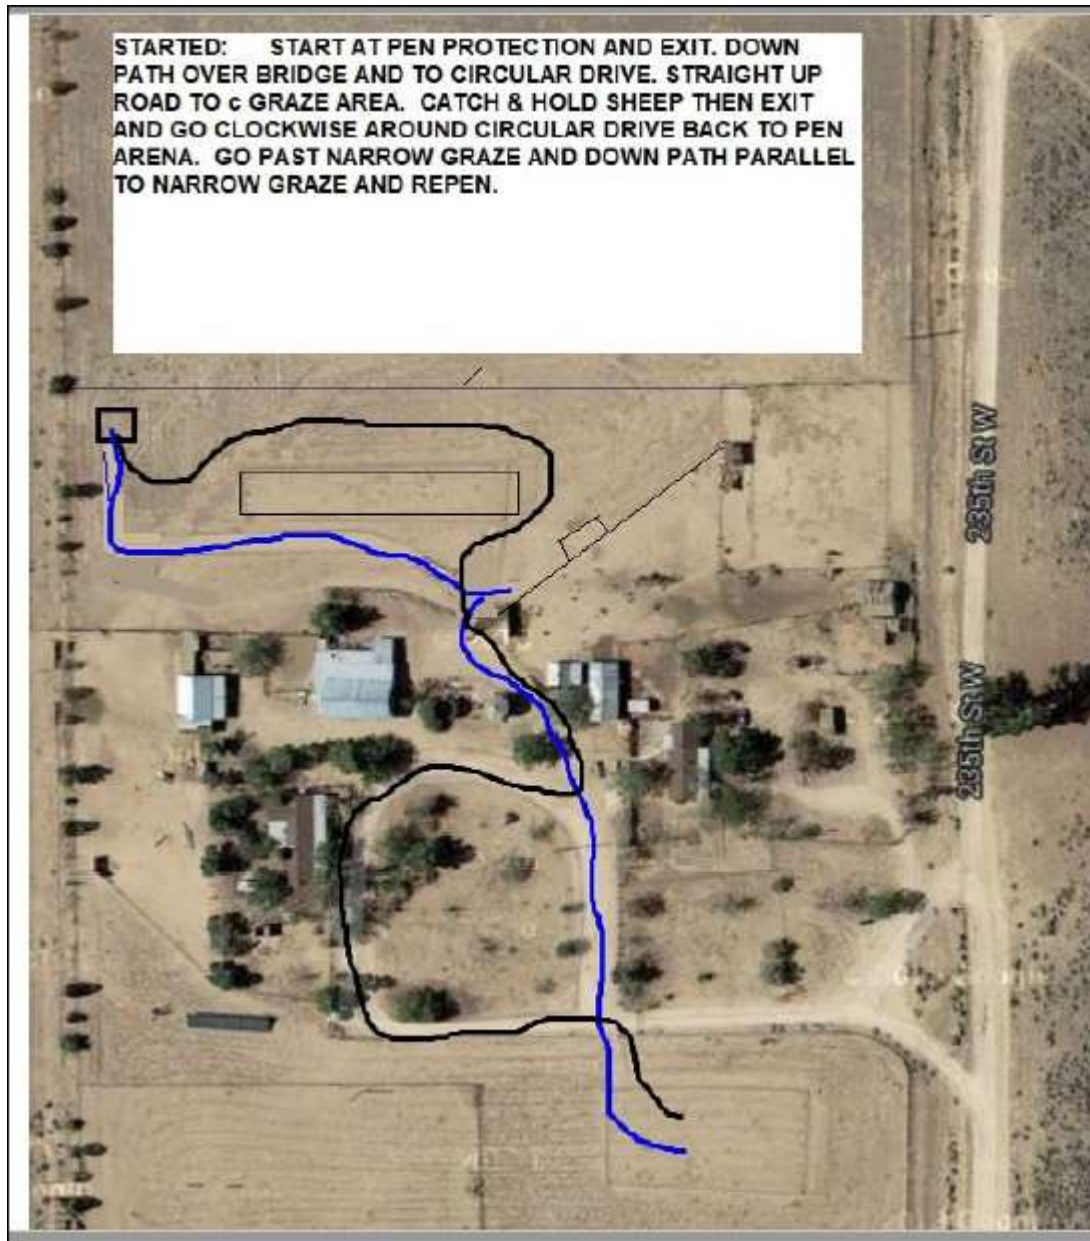 STARTED: START AT PEN PROTECTION AND EXIT. DOWN
PATH OVER BRIDGE AND TO CIRCULAR DRIVE. STRAIGHT UP
ROAD TO c GRAZE AREA. CATCH & HOLD SHEEP THEN EXIT
AND GO CLOCKWISE AROUND CIRCULAR DRIVE BACK TO PEN
ARENA. GO PAST NARROW GRAZE AND DOWN PATH PARALLEL
TO NARROW GRAZE AND REPEN.
235th St W
235th St W